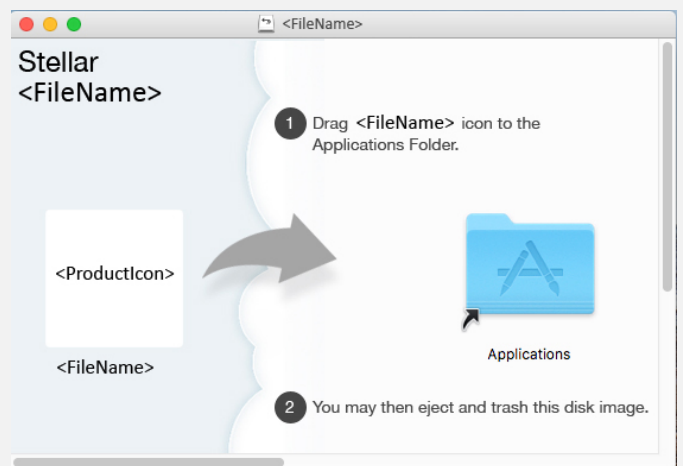 <FileName>
Stellar
<FileName>
1 Drag <FileName> icon to the
Applications Folder.
<ProductIcon>
<FileName>
Applications
2 You may then eject and trash this disk image.